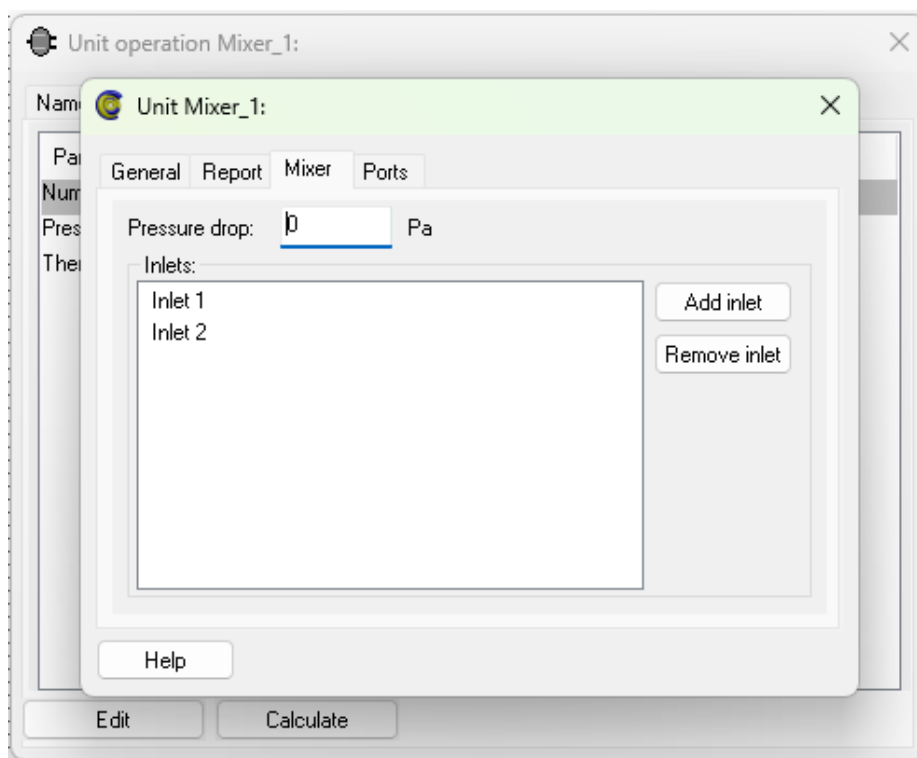 Unit operation Mixer_1:
Nam
Unit Mixer_1:
Pa
General Report Mixer Ports
Num
Pres
Pressure drop: 0 Pa
Ther
Inlets:
Inlet 1
Add inlet
Inlet 2
Remove inlet
Help
Edit Calculate